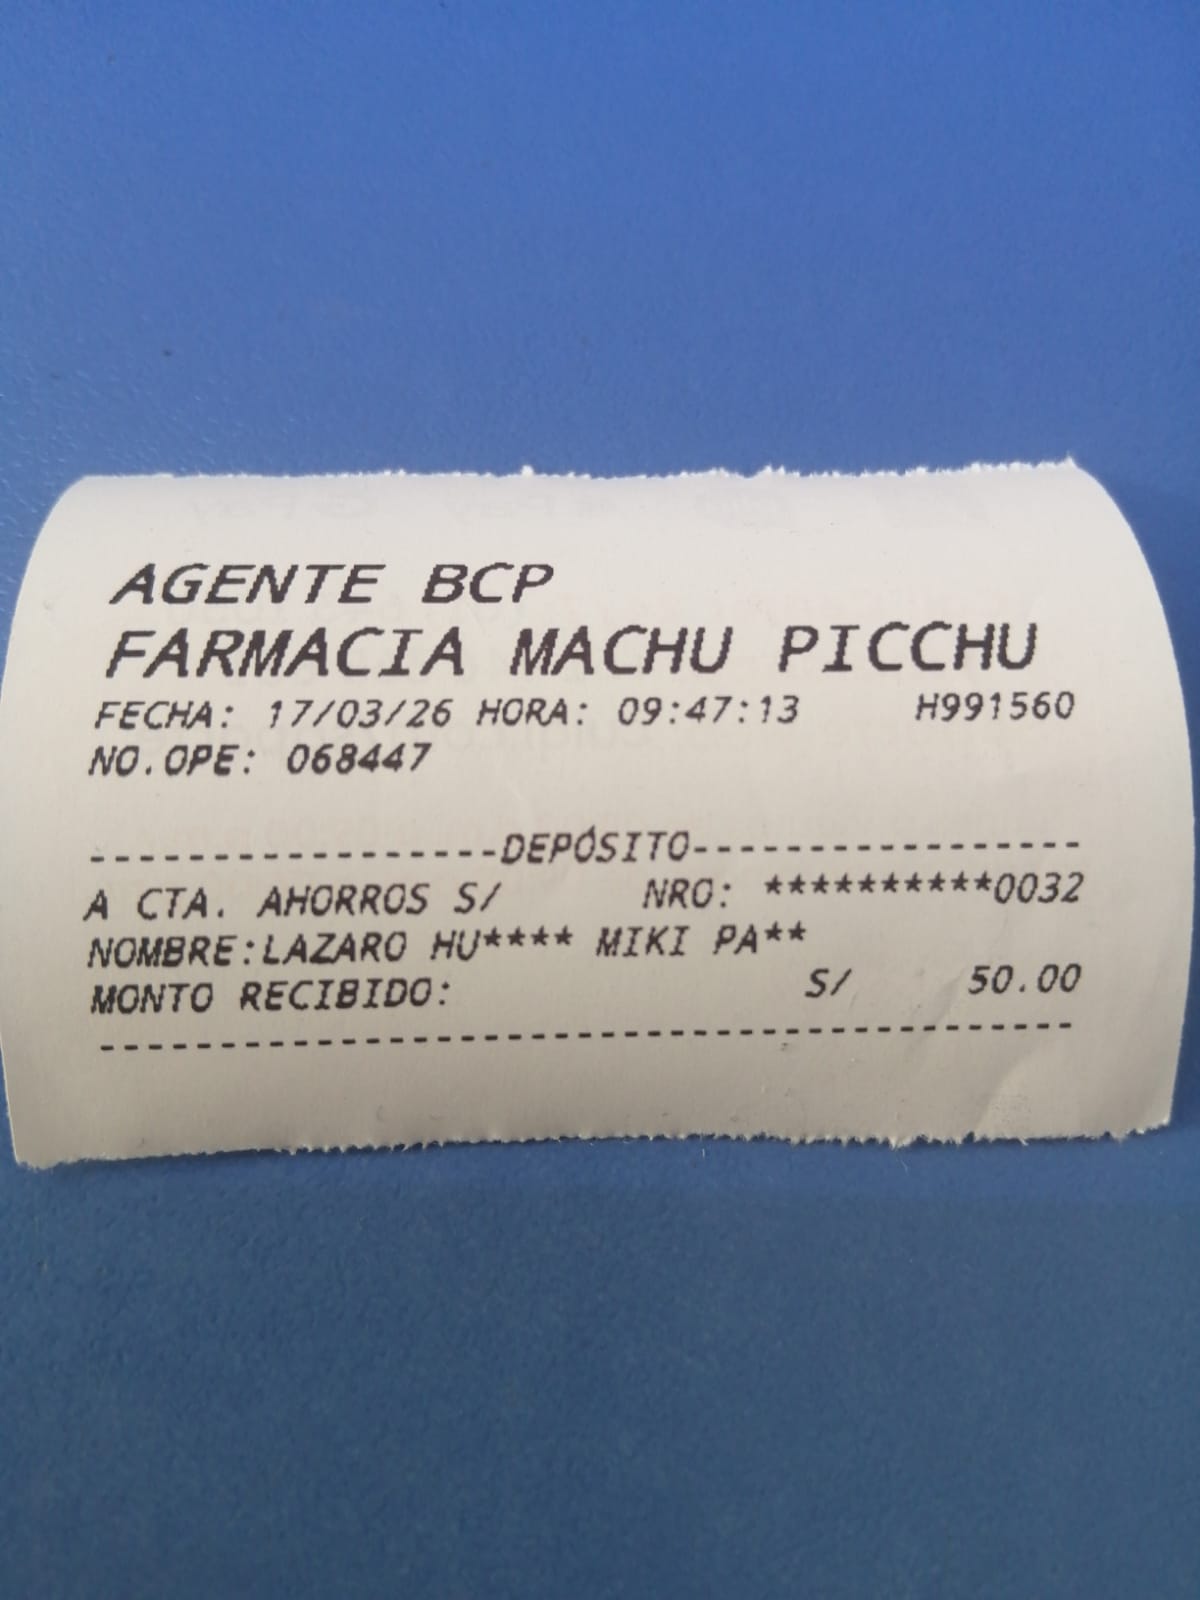 AGENTE BCP
FARMACIA MACHU PICCHU
FECHA: 17/03/26 HORA: 09:47:13 H991560
NO.OPE: 068447
-----------------DEPÓSITO-----------------
A CTA. AHORROS S/ NRO: **********0032
NOMBRE:LAZARO HU**** MIKI PA**
MONTO RECIBIDO: S/ 50.00
------------------------------------------